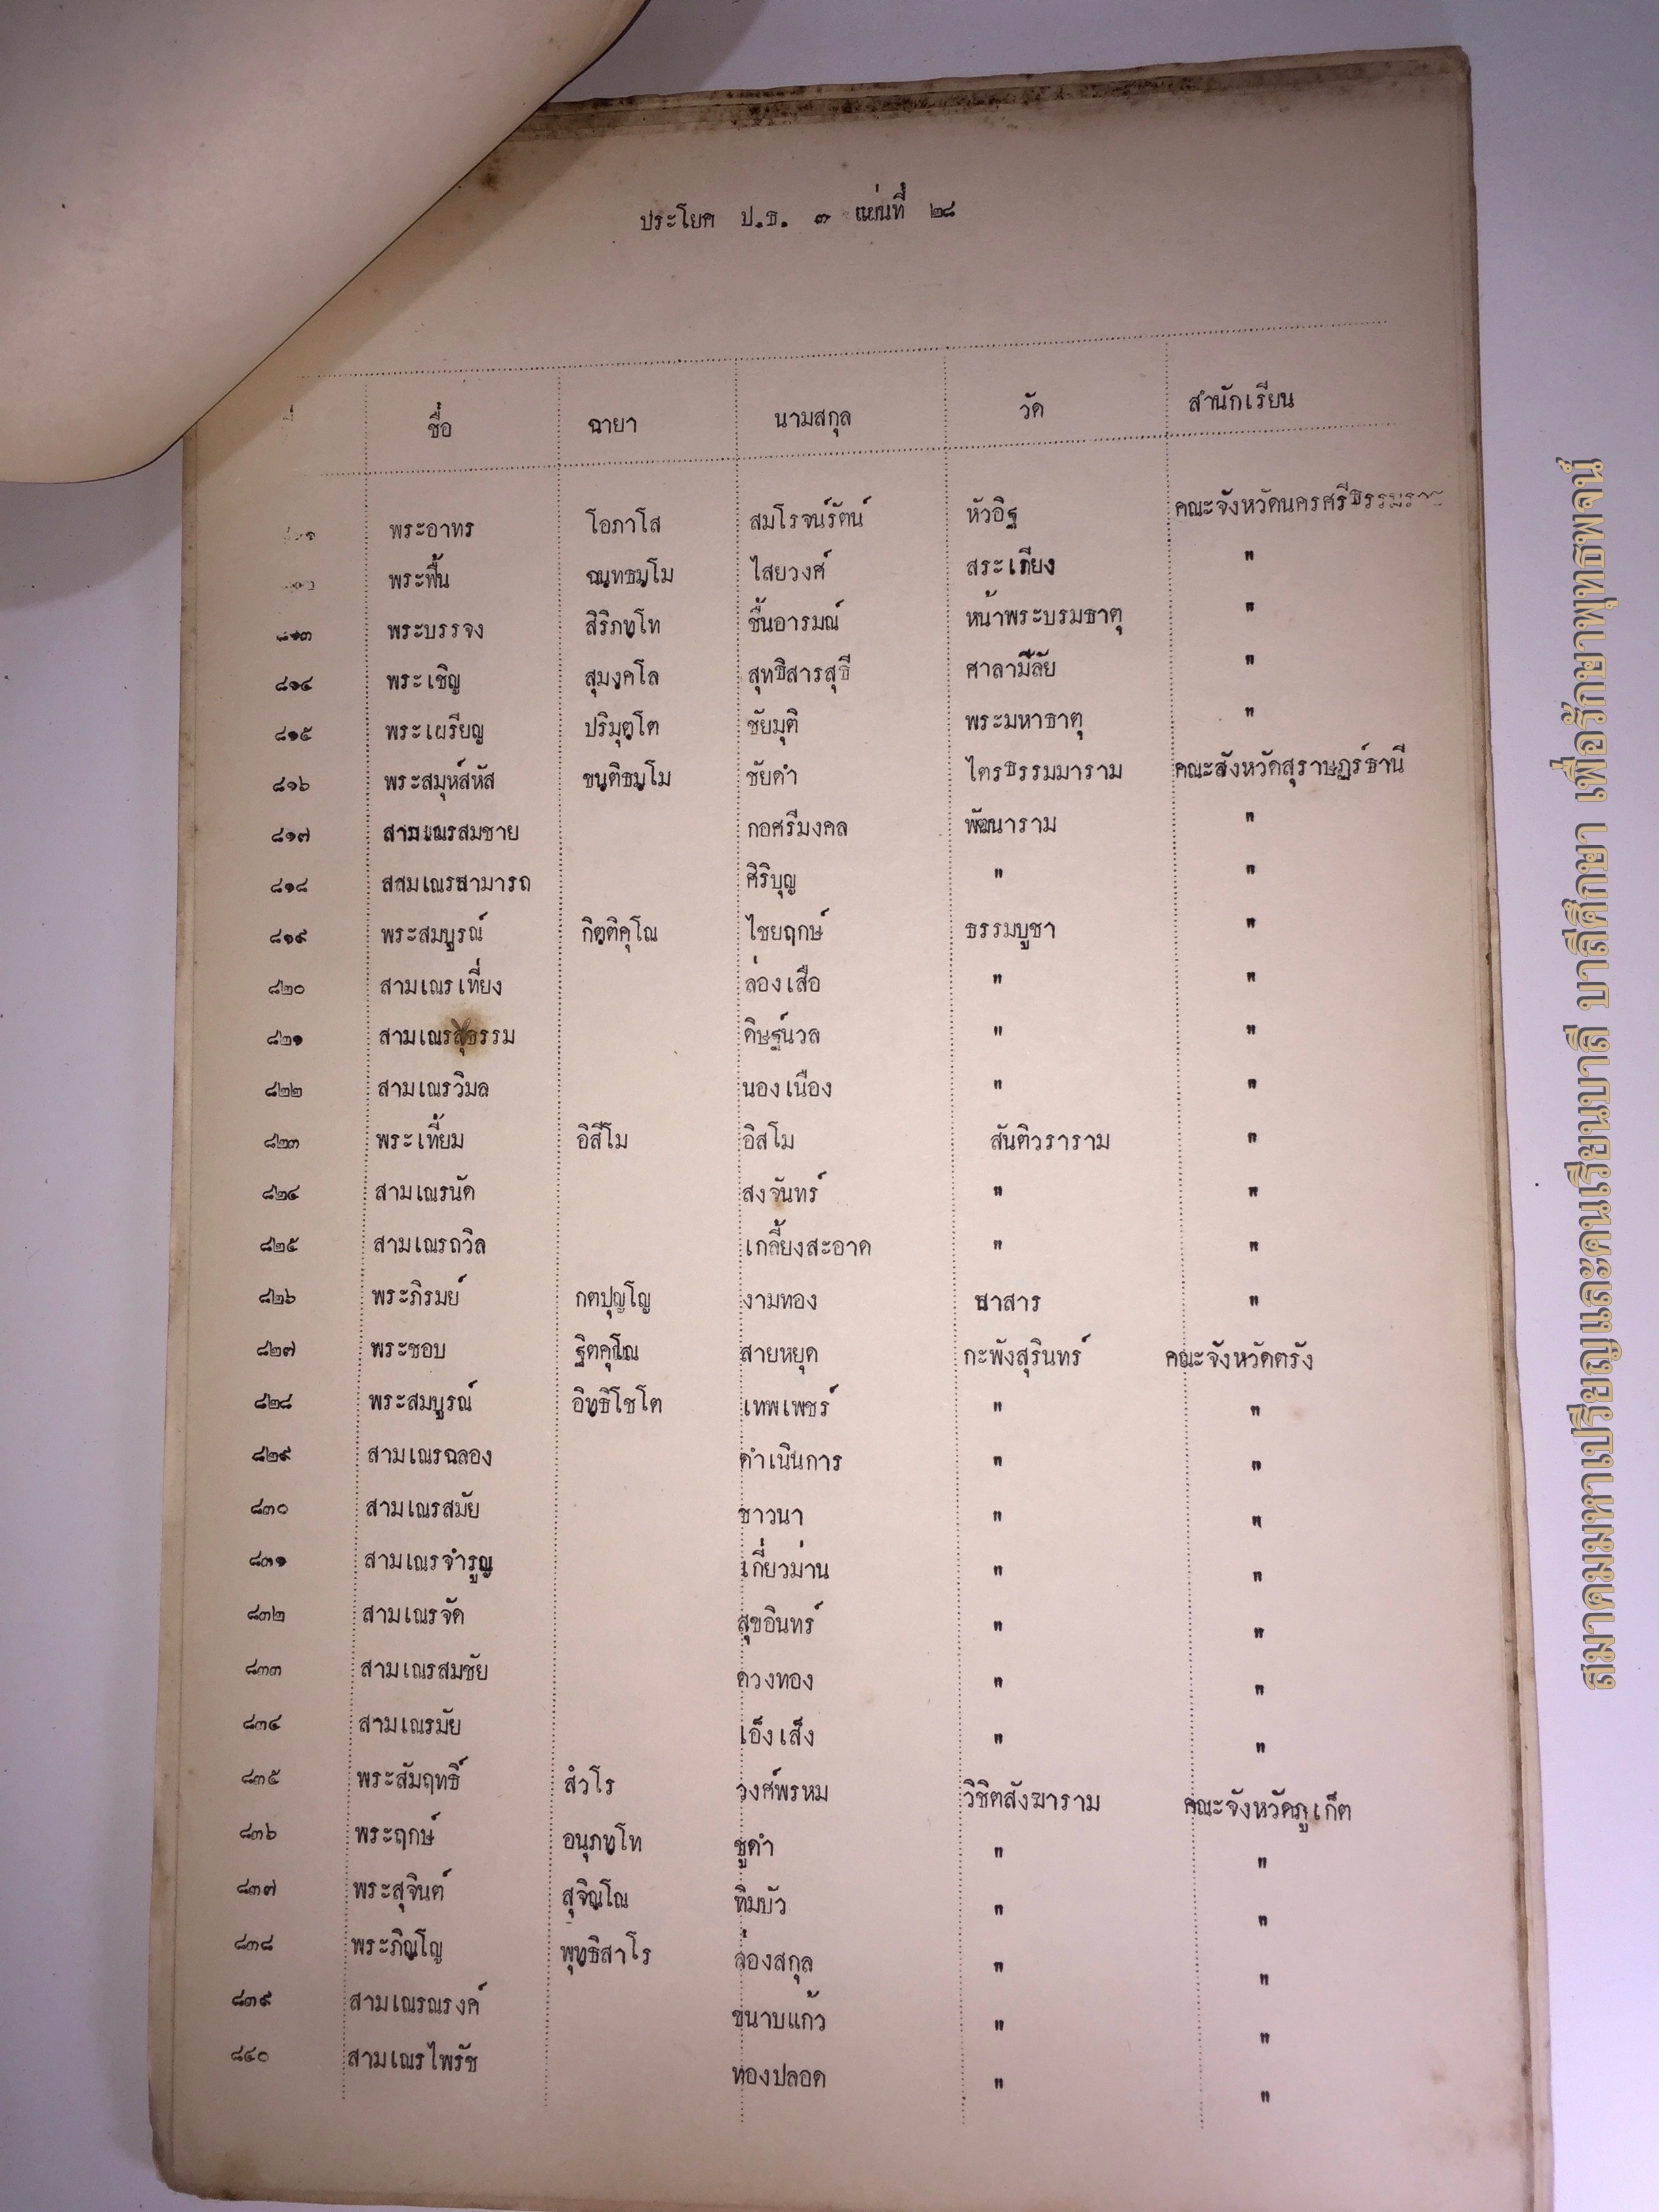 ประโยค ป.ธ. ๓ แผ่นที่ ๒๘
ชื่อ ฉายา นามสกุล วัด สำนักเรียน
พระอาทร โอภาโส สมโรจน์รัตน์ หัวอิฐ คณะจังหวัดนครศรีธรรมราช
พระฟื้น ฉนฺทธมฺโม ไสยวงศ์ สระเกียง "
๘๑๓ พระบรรจง สิริภทฺโท ชื้นอารมณ์ หน้าพระบรมธาตุ "
๘๑๔ พระเชิญ สุมงฺคโล สุทธิสารสุธี ศาลามีลัย "
๘๑๕ พระเผรียญ ปริมุตฺโต ชัยมุติ พระมหาธาตุ "
๘๑๖ พระสมุห์สหัส ขนฺติธมฺโม ชัยดำ ไตรธรรมมาราม คณะสังหวัดสุราษฎร์ธานี
๘๑๗ สามเณรสมชาย กอศรีมงคล พัฒนาราม "
๘๑๘ สสมเณรสามารถ ศิริบุญ " "
๘๑๙ พระสมบูรณ์ กิตฺติคุโณ ไชยฤกษ์ ธรรมบูชา "
๘๒๐ สามเณรเที่ยง ล่องเสือ " "
๘๒๑ สามเณรสุธรรม ดิษฐ์นวล " "
๘๒๒ สามเณรวิมล นองเนือง " "
๘๒๓ พระเที้ยม อิสีโม อิสโม สันติวราราม "
๘๒๔ สามเณรนัด สงจันทร์ " "
๘๒๕ สามเณรถวิล เกลี้ยงสะอาด " "
๘๒๖ พระภิรมย์ กตปุญฺโญ งามทอง นาสาร "
๘๒๗ พระชอบ ฐิตคุโณ สายหยุด กะพังสุรินทร์ คณะจังหวัดตรัง
๘๒๘ พระสมบูรณ์ อิทฺธิโชโต เทพเพชร์ " "
๘๒๙ สามเณรฉลอง ดำเนินการ " "
๘๓๐ สามเณรสมัย ชาวนา " "
๘๓๑ สามเณรจำรูญ เกี่ยวม่าน " "
๘๓๒ สามเณรจัด สุขอินทร์ " "
๘๓๓ สามเณรสมชัย ดวงทอง " "
๘๓๔ สามเณรมัย เอ็งเส็ง " "
๘๓๕ พระสัมฤทธิ์ สํวโร วงศ์พรหม วิชิตสังฆาราม คณะจังหวัดภูเก็ต
๘๓๖ พระฤกษ์ อนุภทฺโท ชูดำ " "
๘๓๗ พระสุจินต์ สุจิณฺโณ ทิมบัว " "
๘๓๘ พระภิญโญ พุทฺธิสาโร ล่องสกุล " "
๘๓๙ สามเณรณรงค์ ขนาบแก้ว " "
๘๔๐ สามเณรไพรัช ทองปลอด " "
สมาคมมหาเปรียญและคนเรียนบาลี บาลีศึกษา เพื่อรักษาพุทธพจน์